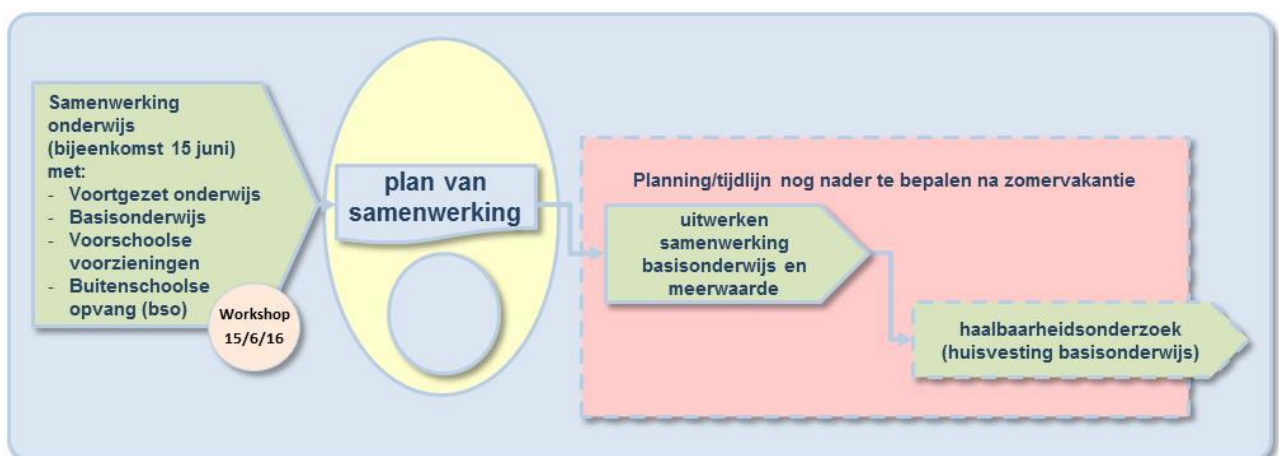 Samenwerking
onderwijs
(bijeenkomst 15 juni)
met:
- Voortgezet onderwijs
- Basisonderwijs
- Voorschoolse
voorzieningen
- Buitenschoolse
opvang (bso)
Workshop
15/6/16
plan van
samenwerking
Planning/tijdlijn nog nader te bepalen na zomervakantie
uitwerken
samenwerking
basisonderwijs en
meerwaarde
haalbaarheidsonderzoek
(huisvesting basisonderwijs)